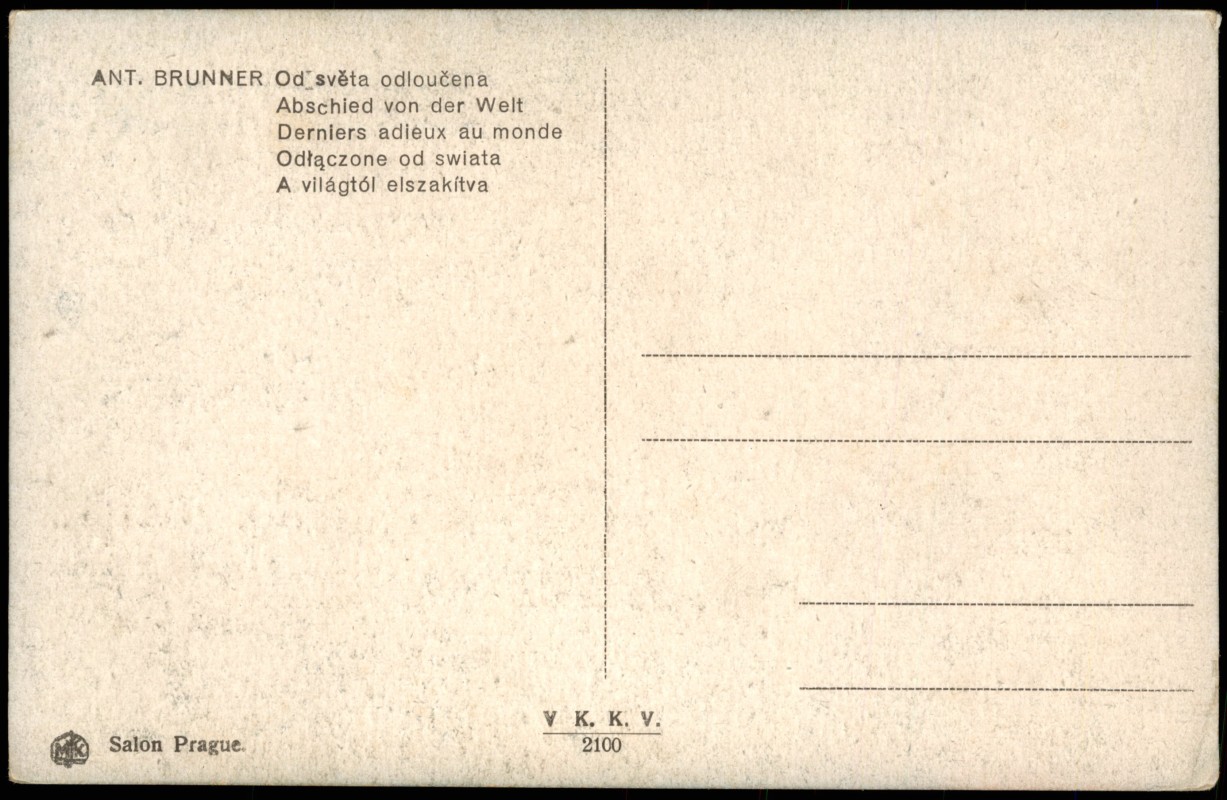 ANT. BRUNNER Od světa odloučena
Abschied von der Welt
Derniers adieux au monde
Odłączone od swiata
A világtól elszakítva
V K. K. V.
2100
MK Salon Prague